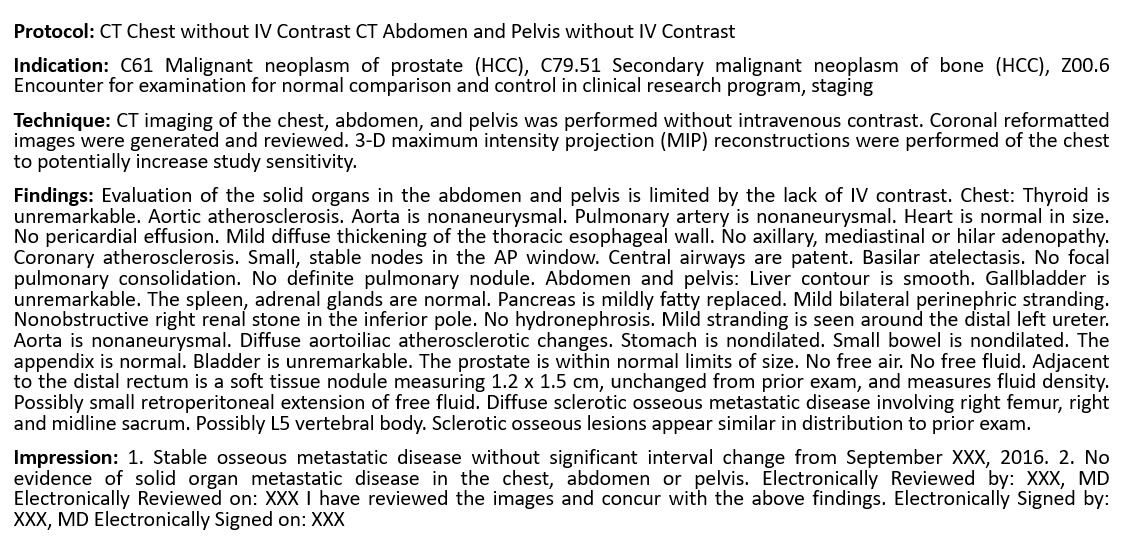 Protocol: CT Chest without IV Contrast CT Abdomen and Pelvis without IV Contrast
Indication: C61 Malignant neoplasm of prostate (HCC), C79.51 Secondary malignant neoplasm of bone (HCC), Z00.6
Encounter for examination for normal comparison and control in clinical research program, staging
Technique: CT imaging of the chest, abdomen, and pelvis was performed without intravenous contrast. Coronal reformatted
images were generated and reviewed. 3-D maximum intensity projection (MIP) reconstructions were performed of the chest
to potentially increase study sensitivity.
Findings: Evaluation of the solid organs in the abdomen and pelvis is limited by the lack of IV contrast. Chest: Thyroid is
unremarkable. Aortic atherosclerosis. Aorta is nonaneurysmal. Pulmonary artery is nonaneurysmal. Heart is normal in size.
No pericardial effusion. Mild diffuse thickening of the thoracic esophageal wall. No axillary, mediastinal or hilar adenopathy.
Coronary atherosclerosis. Small, stable nodes in the AP window. Central airways are patent. Basilar atelectasis. No focal
pulmonary consolidation. No definite pulmonary nodule. Abdomen and pelvis: Liver contour is smooth. Gallbladder is
unremarkable. The spleen, adrenal glands are normal. Pancreas is mildly fatty replaced. Mild bilateral perinephric stranding.
Nonobstructive right renal stone in the inferior pole. No hydronephrosis. Mild stranding is seen around the distal left ureter.
Aorta is nonaneurysmal. Diffuse aortoiliac atherosclerotic changes. Stomach is nondilated. Small bowel is nondilated. The
appendix is normal. Bladder is unremarkable. The prostate is within normal limits of size. No free air. No free fluid. Adjacent
to the distal rectum is a soft tissue nodule measuring 1.2 x 1.5 cm, unchanged from prior exam, and measures fluid density.
Possibly small retroperitoneal extension of free fluid. Diffuse sclerotic osseous metastatic disease involving right femur, right
and midline sacrum. Possibly L5 vertebral body. Sclerotic osseous lesions appear similar in distribution to prior exam.
Impression: 1. Stable osseous metastatic disease without significant interval change from September XXX, 2016. 2. No
evidence of solid organ metastatic disease in the chest, abdomen or pelvis. Electronically Reviewed by: XXX, MD
Electronically Reviewed on: XXX I have reviewed the images and concur with the above findings. Electronically Signed by:
XXX, MD Electronically Signed on: XXX